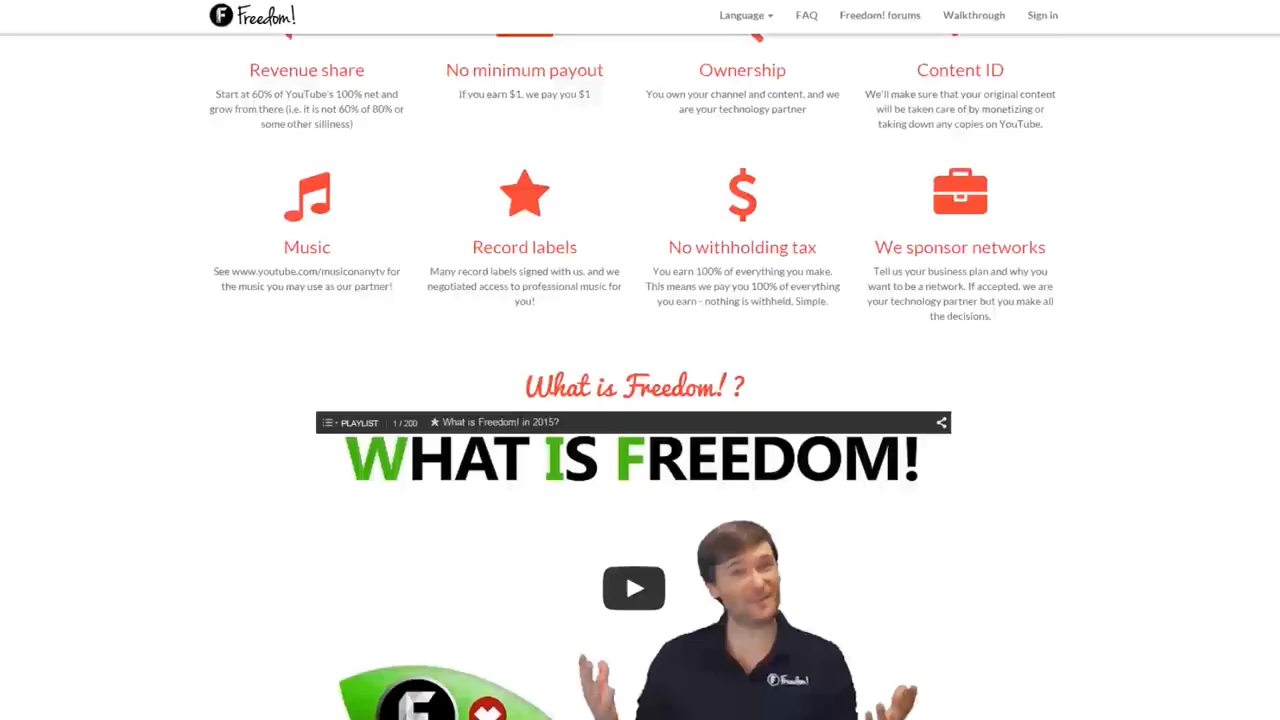 Freedom!
Language FAQ Freedom! forums Walkthrough Sign in
Revenue share
Start at 60% of YouTube's 100% net and
grow from there (i.e. it is not 60% of 80% or
some other silliness)
No minimum payout
If you earn $1, we pay you $1
Ownership
You own your channel and content, and we
are your technology partner
Content ID
We'll make sure that your original content
will be taken care of by monetizing or
taking down any copies on YouTube.
Music
See www.youtube.com/musiconanytv for
the music you may use as our partner!
Record labels
Many record labels signed with us, and we
negotiated access to professional music for
you!
No withholding tax
You earn 100% of everything you make.
This means we pay you 100% of everything
you earn - nothing is withheld. Simple.
We sponsor networks
Tell us your business plan and why you
want to be a network. If accepted, we are
your technology partner but you make all
the decisions.
What is Freedom! ?
PLAYLIST 1 / 200 ★ What is Freedom! in 2015?
WHAT IS FREEDOM!
Freedom!